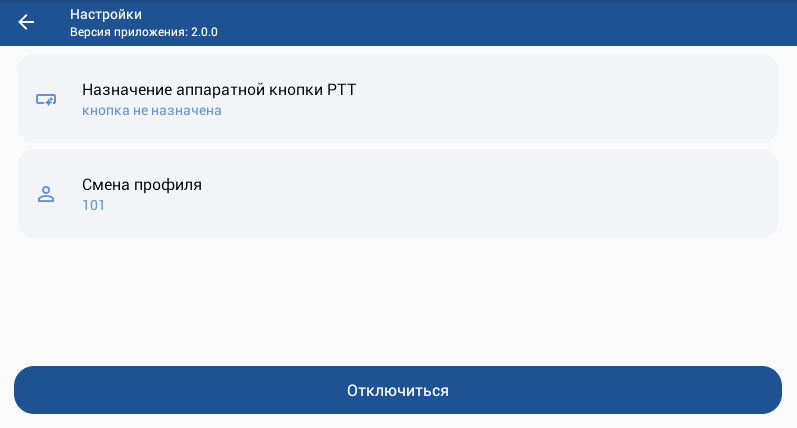 Настройки
Версия приложения: 2.0.0
Назначение аппаратной кнопки PTT
кнопка не назначена
Смена профиля
101
Отключиться